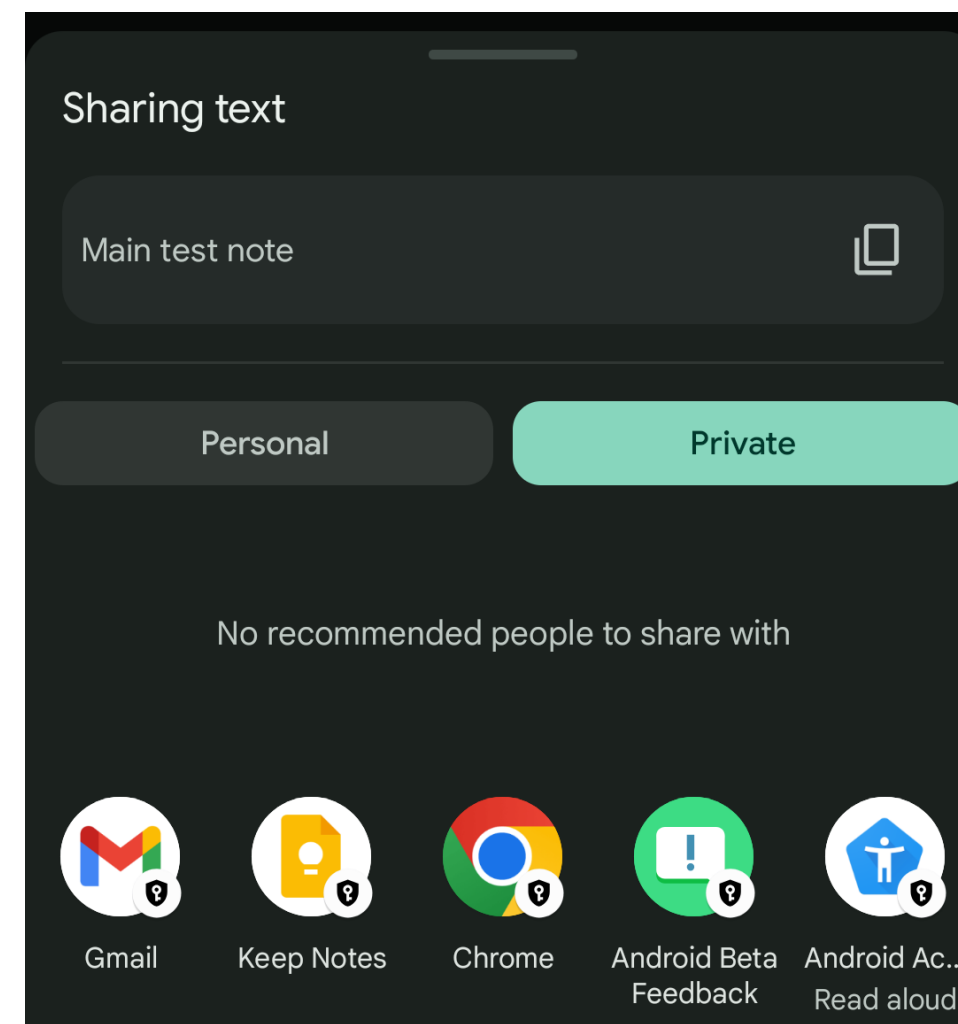 Sharing text
Main test note
Personal
Private
No recommended people to share with
Gmail
Keep Notes
Chrome
Android Beta
Feedback
Android Ac..
Read aloud